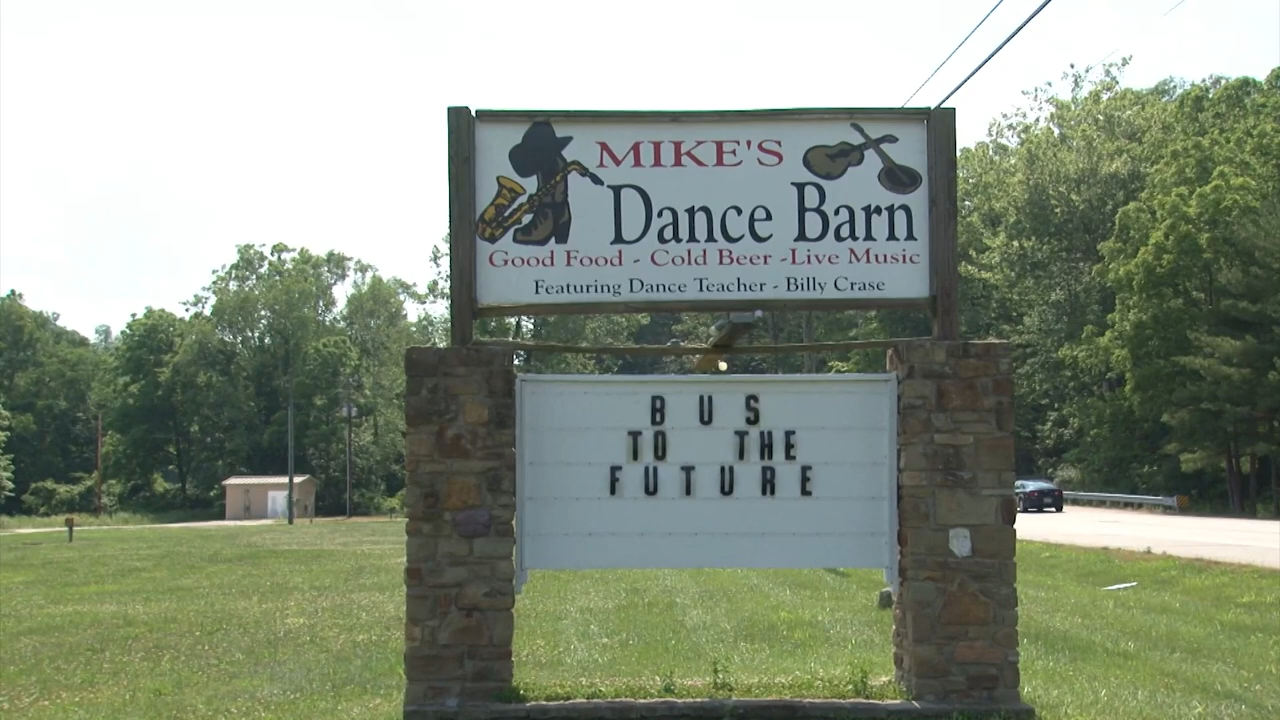 MIKE'S
Dance Barn
Good Food - Cold Beer -Live Music
Featuring Dance Teacher - Billy Crase
BUS
TO THE
FUTURE